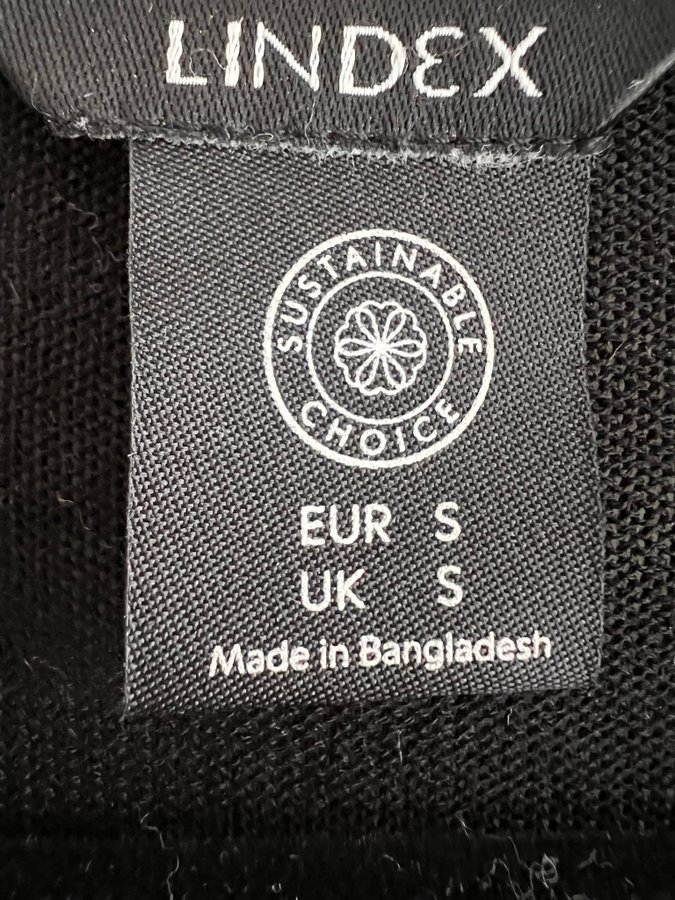 LINDEX
SUSTAINABLE
CHOICE
EUR S
UK S
Made in Bangladesh